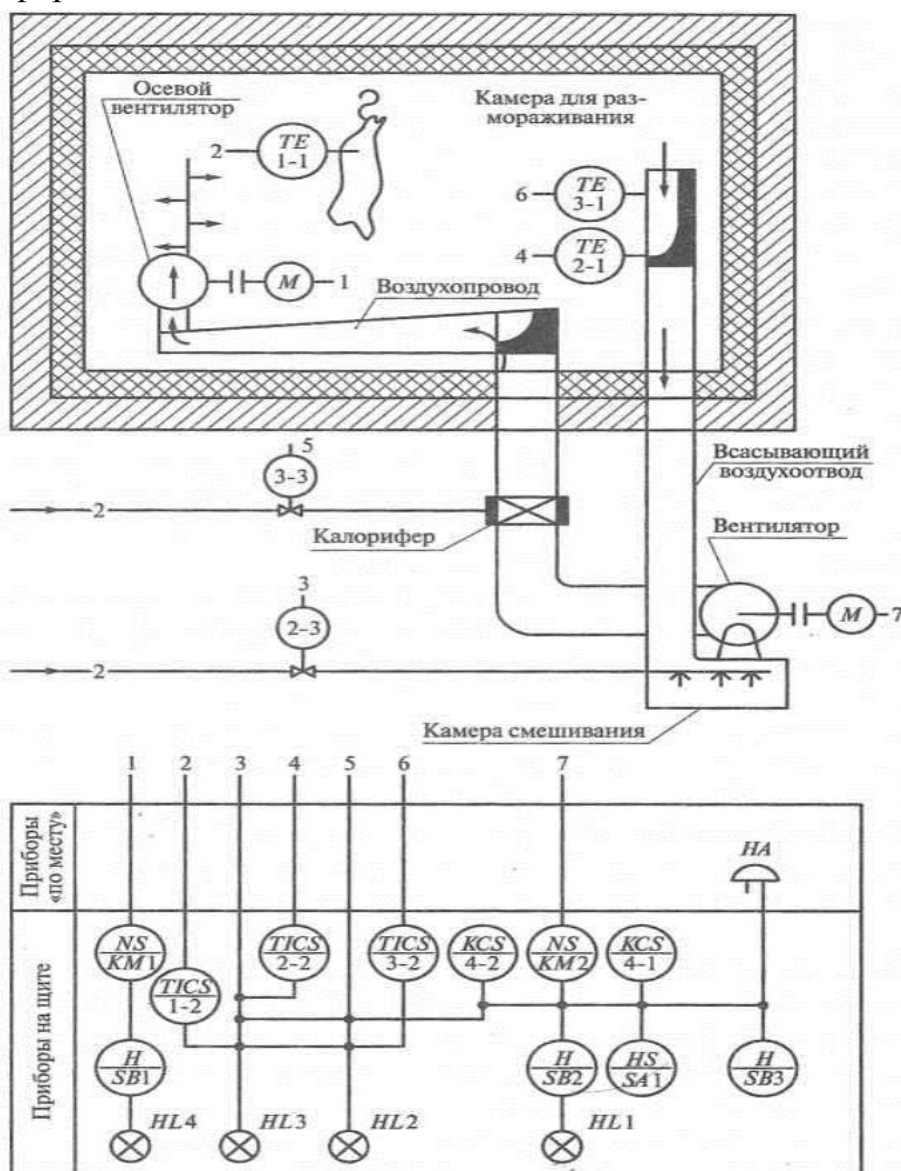 Осевой
вентилятор
Камера для раз-
мораживания
2
TE
1-1
6
TE
3-1
4
TE
2-1
M
1
Воздухопровод
5
3-3
2
Всасывающий
воздухоотвод
Калорифер
Вентилятор
3
2-3
M
7
2
Камера смешивания
1 2 3 4 5 6 7
Приборы
«по месту»
HA
Приборы на щите
NS
KM1
TICS
1-2
TICS
2-2
TICS
3-2
KCS
4-2
NS
KM2
KCS
4-1
H
SB1
H
SB2
HS
SA1
H
SB3
HL4 HL3 HL2 HL1